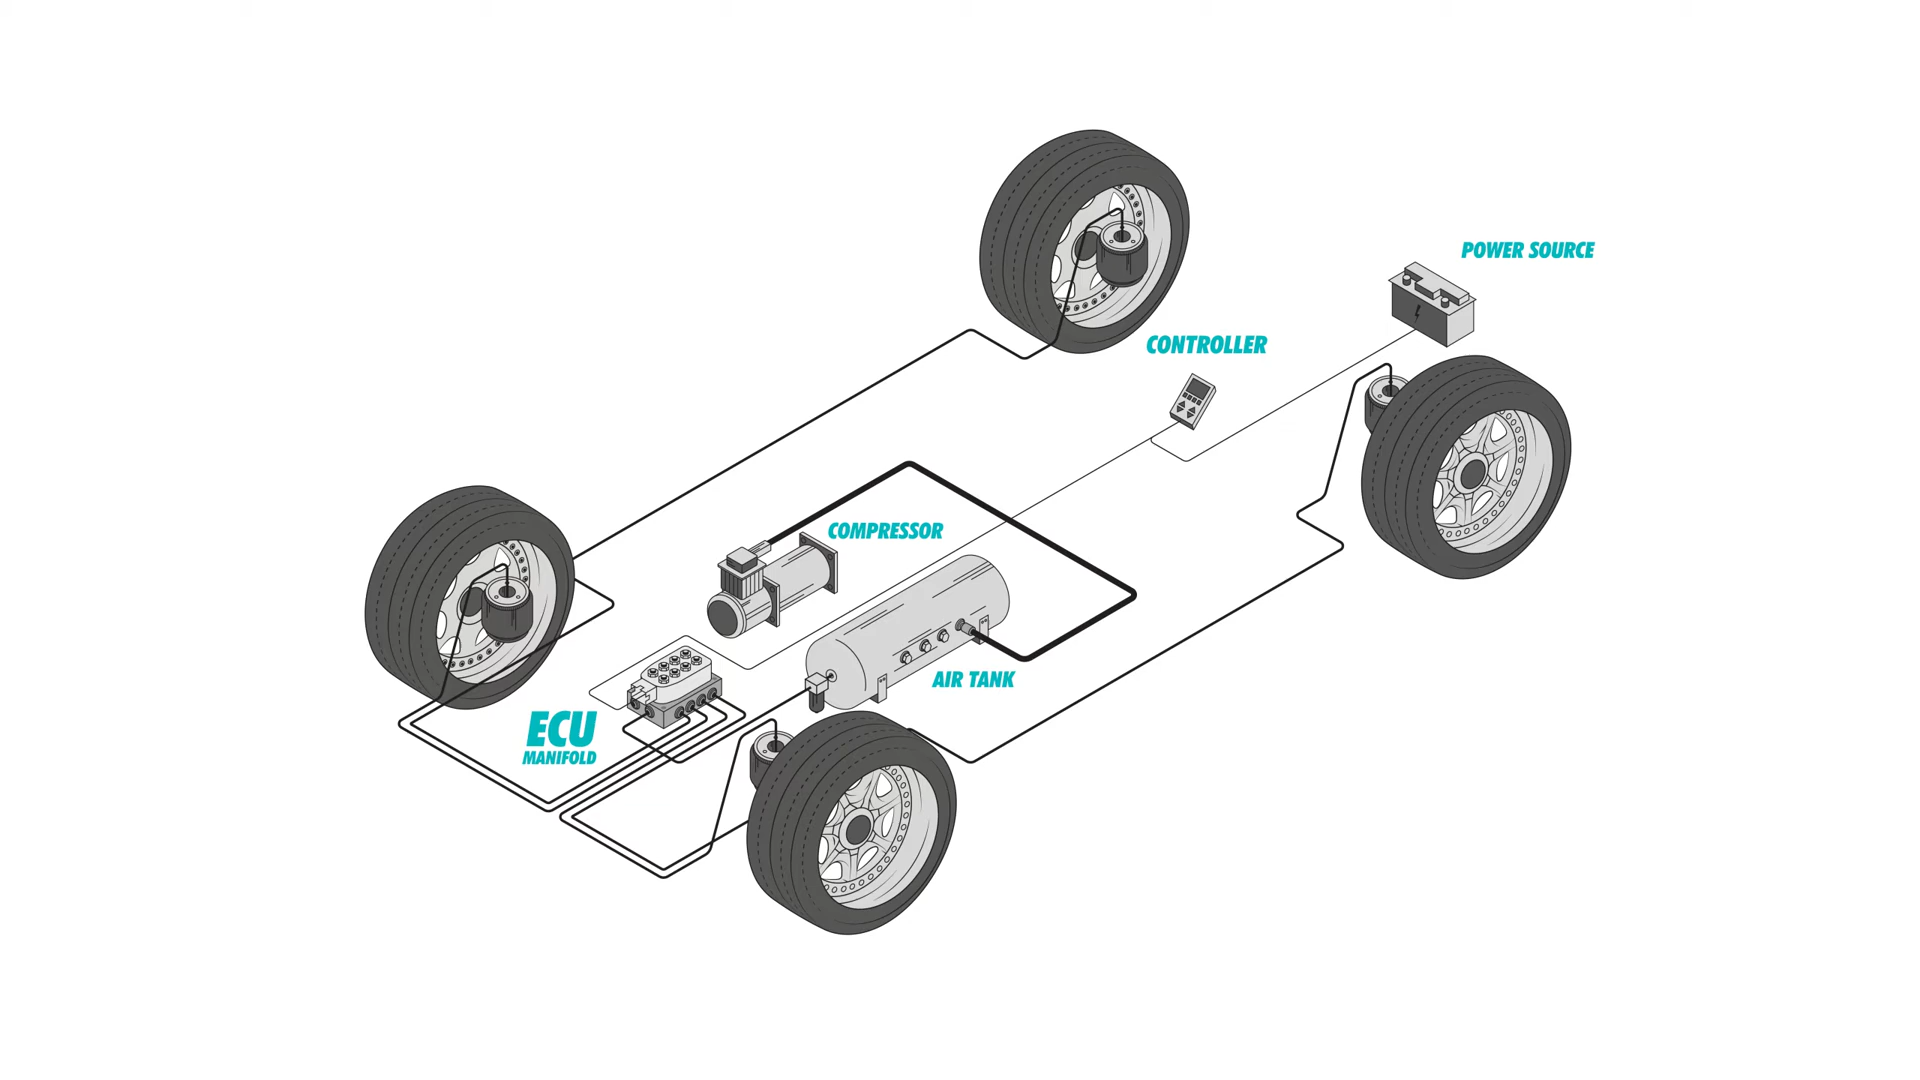 POWER SOURCE
CONTROLLER
COMPRESSOR
AIR TANK
ECU
MANIFOLD